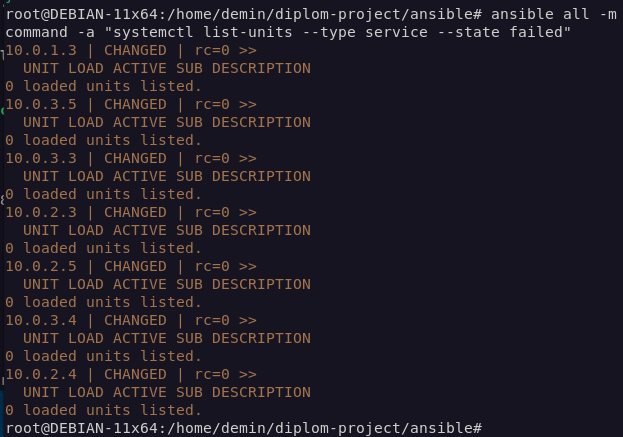 root@DEBIAN-11x64:/home/demin/diplom-project/ansible# ansible all -m
command -a "systemctl list-units --type service --state failed"
10.0.1.3 | CHANGED | rc=0 >>
  UNIT LOAD ACTIVE SUB DESCRIPTION
0 loaded units listed.
10.0.3.5 | CHANGED | rc=0 >>
  UNIT LOAD ACTIVE SUB DESCRIPTION
0 loaded units listed.
10.0.3.3 | CHANGED | rc=0 >>
  UNIT LOAD ACTIVE SUB DESCRIPTION
0 loaded units listed.
10.0.2.3 | CHANGED | rc=0 >>
  UNIT LOAD ACTIVE SUB DESCRIPTION
0 loaded units listed.
10.0.2.5 | CHANGED | rc=0 >>
  UNIT LOAD ACTIVE SUB DESCRIPTION
0 loaded units listed.
10.0.3.4 | CHANGED | rc=0 >>
  UNIT LOAD ACTIVE SUB DESCRIPTION
0 loaded units listed.
10.0.2.4 | CHANGED | rc=0 >>
  UNIT LOAD ACTIVE SUB DESCRIPTION
0 loaded units listed.
root@DEBIAN-11x64:/home/demin/diplom-project/ansible#